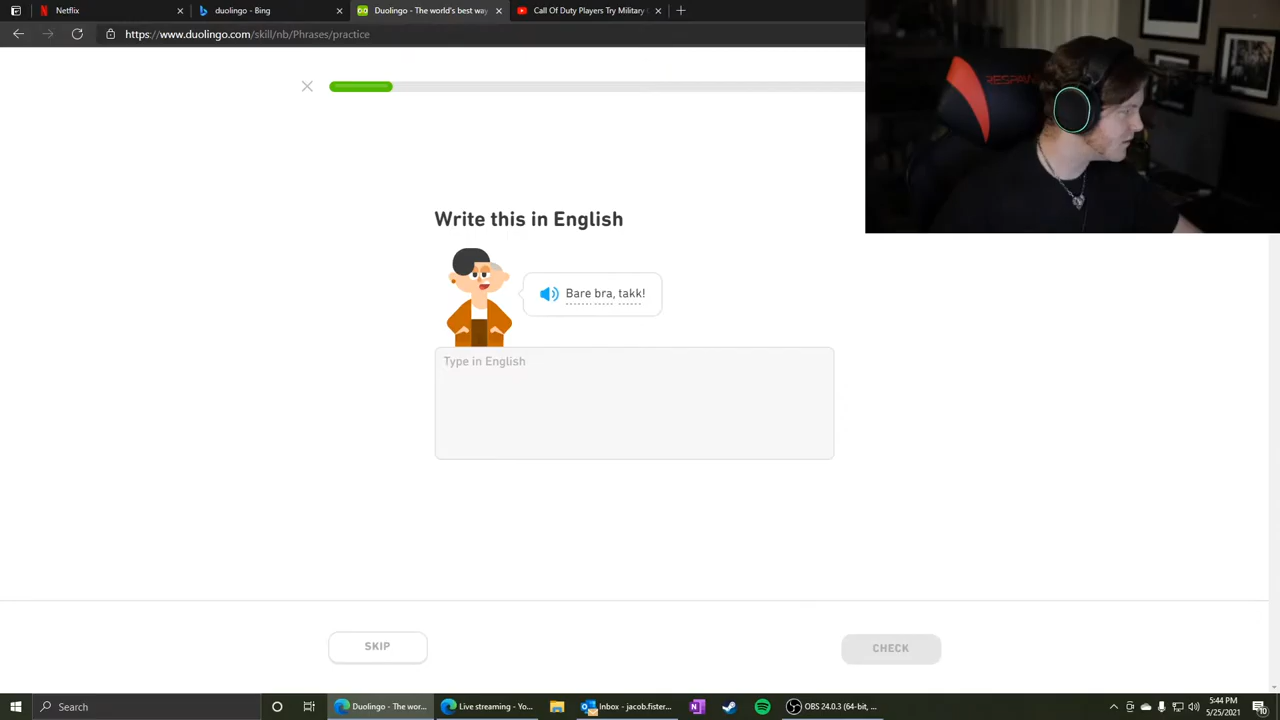 Netflix
duolingo - Bing
Duolingo - The world's best way
Call Of Duty Players Try Military
https://www.duolingo.com/skill/nb/Phrases/practice
Write this in English
Bare bra, takk!
Type in English
SKIP
CHECK
Search
Duolingo - The wor...
Live streaming - Yo...
Inbox - jacob.fister...
OBS 24.0.3 (64-bit, ...
5:44 PM
5/25/2021